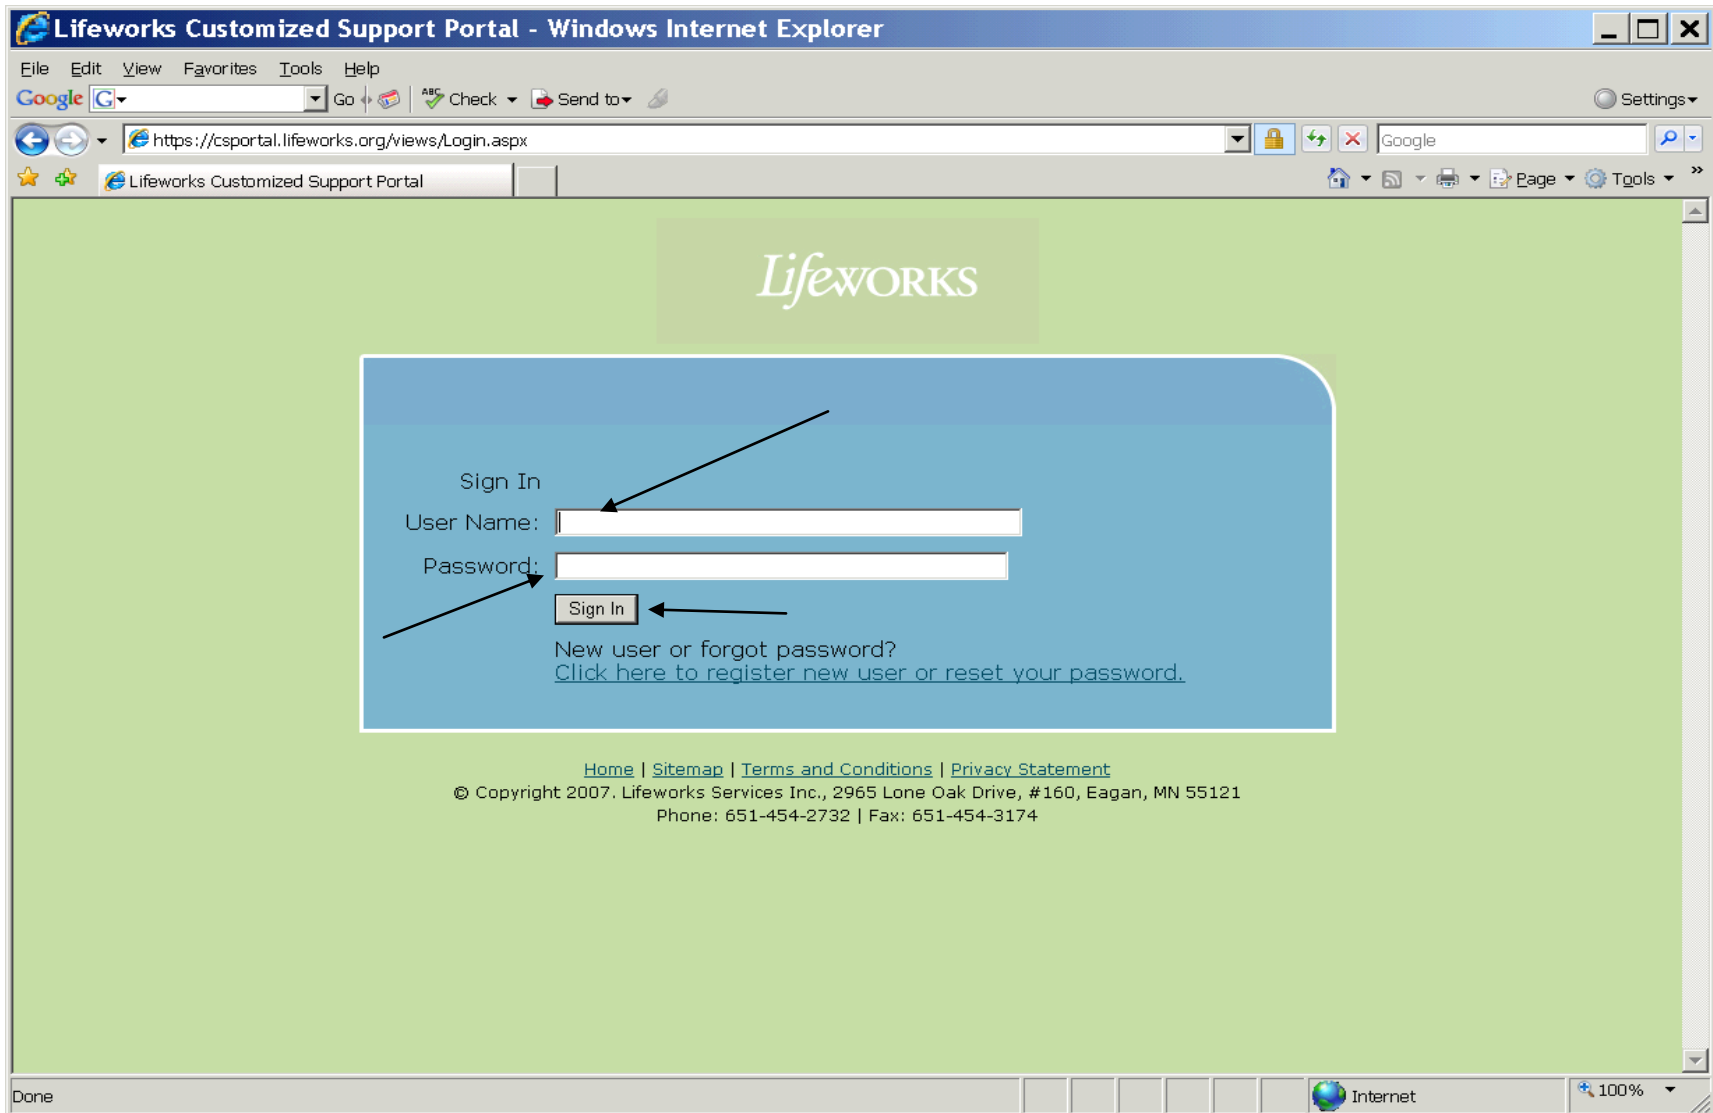 Lifeworks Customized Support Portal - Windows Internet Explorer
File Edit View Favorites Tools Help
Google G Go ABC Check Send to Settings
https://csportal.lifeworks.org/views/Login.aspx Google
Lifeworks Customized Support Portal Page Tools »
Lifeworks
Sign In
User Name:
Password:
Sign In
New user or forgot password?
Click here to register new user or reset your password.
Home | Sitemap | Terms and Conditions | Privacy Statement
© Copyright 2007. Lifeworks Services Inc., 2965 Lone Oak Drive, #160, Eagan, MN 55121
Phone: 651-454-2732 | Fax: 651-454-3174
Done Internet 100%